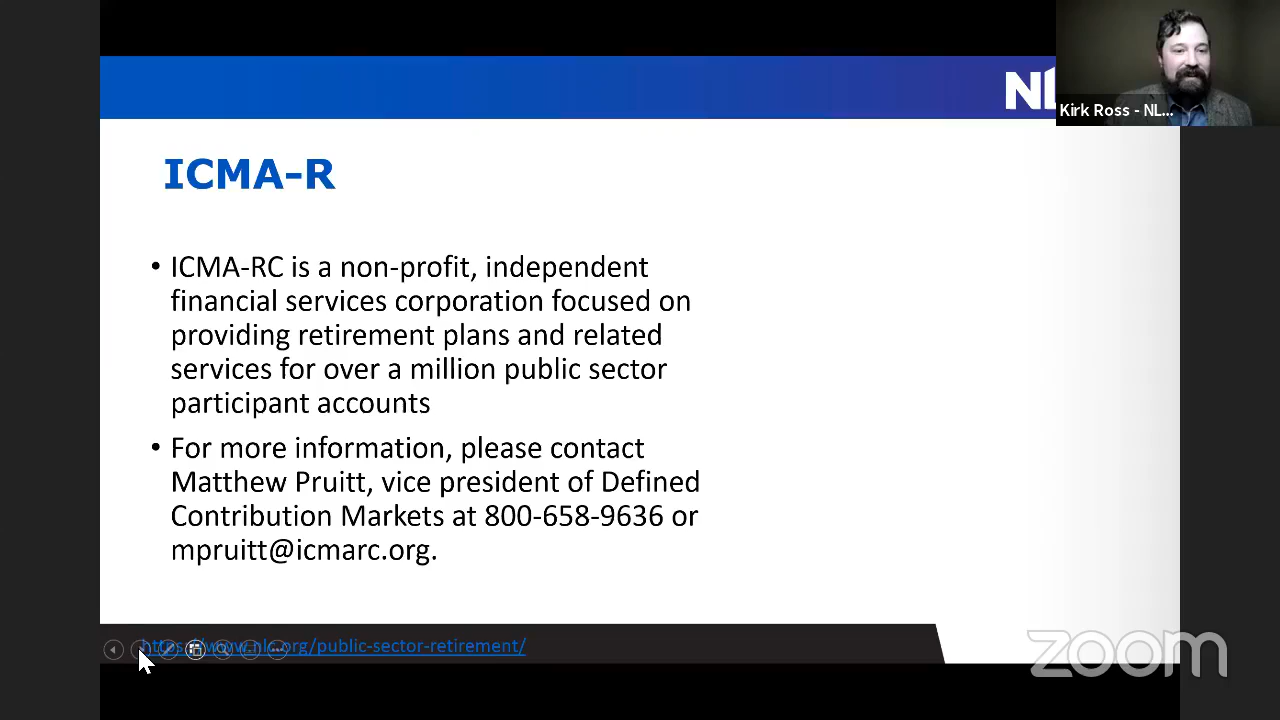 NL
Kirk Ross - NL...
ICMA-R
• ICMA-RC is a non-profit, independent
financial services corporation focused on
providing retirement plans and related
services for over a million public sector
participant accounts
• For more information, please contact
Matthew Pruitt, vice president of Defined
Contribution Markets at 800-658-9636 or
mpruitt@icmarc.org.
https://www.nlc.org/public-sector-retirement/
zoom